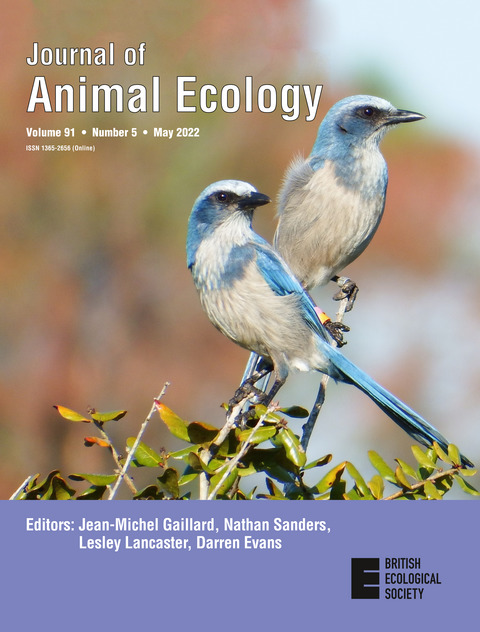 Journal of
Animal Ecology
Volume 91 • Number 5 • May 2022
ISSN 1365-2656 (Online)
Editors: Jean-Michel Gaillard, Nathan Sanders,
Lesley Lancaster, Darren Evans
BRITISH
ECOLOGICAL
SOCIETY